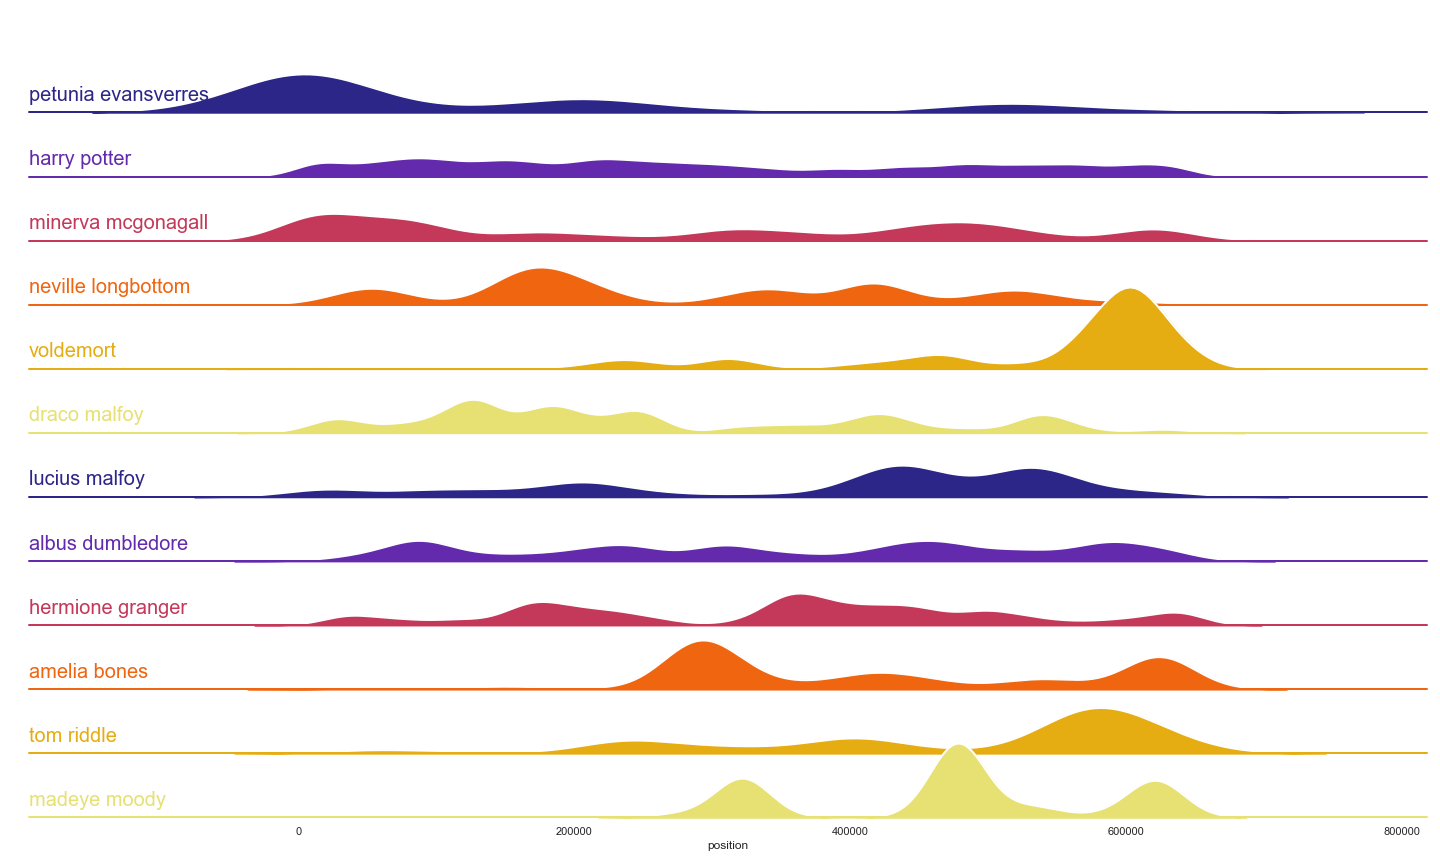 petunia evansverres
harry potter
minerva mcgonagall
neville longbottom
voldemort
draco malfoy
lucius malfoy
albus dumbledore
hermione granger
amelia bones
tom riddle
madeye moody
0 200000 400000 600000 800000
position